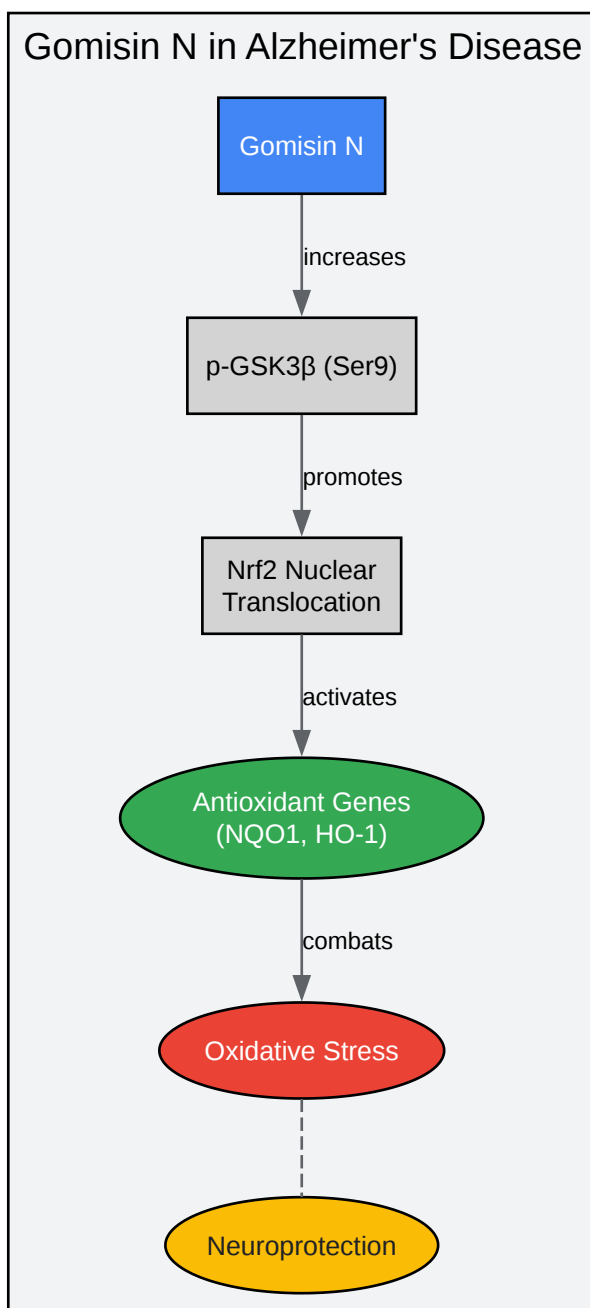 Gomisin N in Alzheimer's Disease
Gomisin N
increases
p-GSK3β (Ser9)
promotes
Nrf2 Nuclear
Translocation
activates
Antioxidant Genes
(NQO1, HO-1)
combats
Oxidative Stress
Neuroprotection